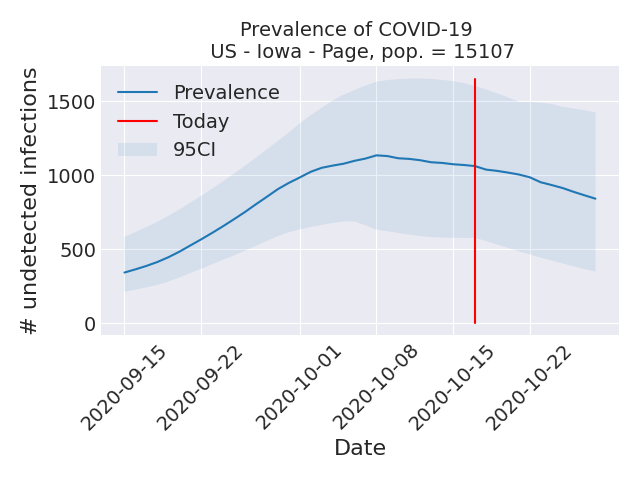 Prevalence of COVID-19
US - Iowa - Page, pop. = 15107
# undetected infections
1500
1000
500
0
Prevalence
Today
95CI
2020-09-15
2020-09-22
2020-10-01
2020-10-08
2020-10-15
2020-10-22
Date